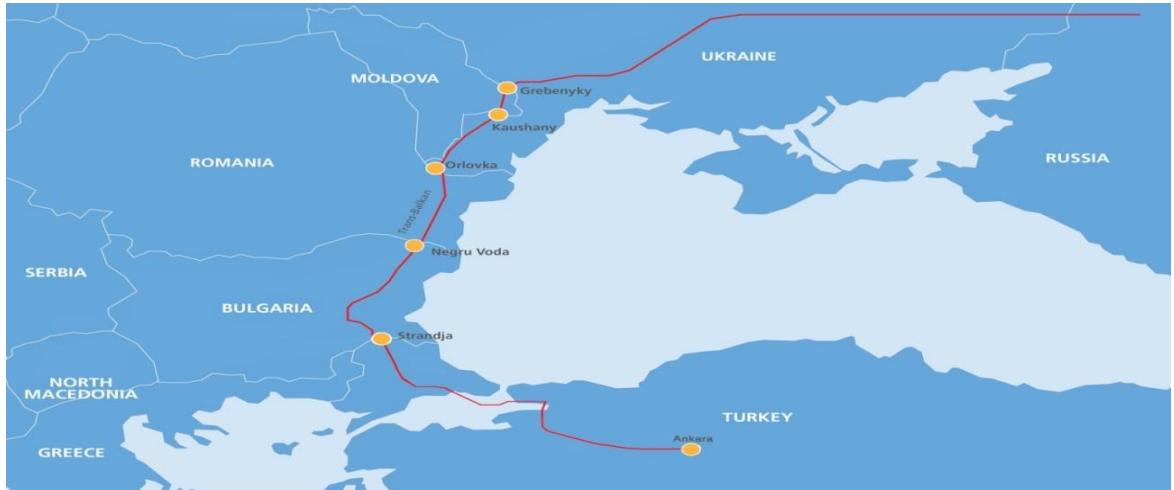 UKRAINE
MOLDOVA
Grebenyky
Kaushany
ROMANIA
Orlovka
RUSSIA
Trans-Balkan
Negru Voda
SERBIA
BULGARIA
Strandja
NORTH
MACEDONIA
TURKEY
Ankara
GREECE